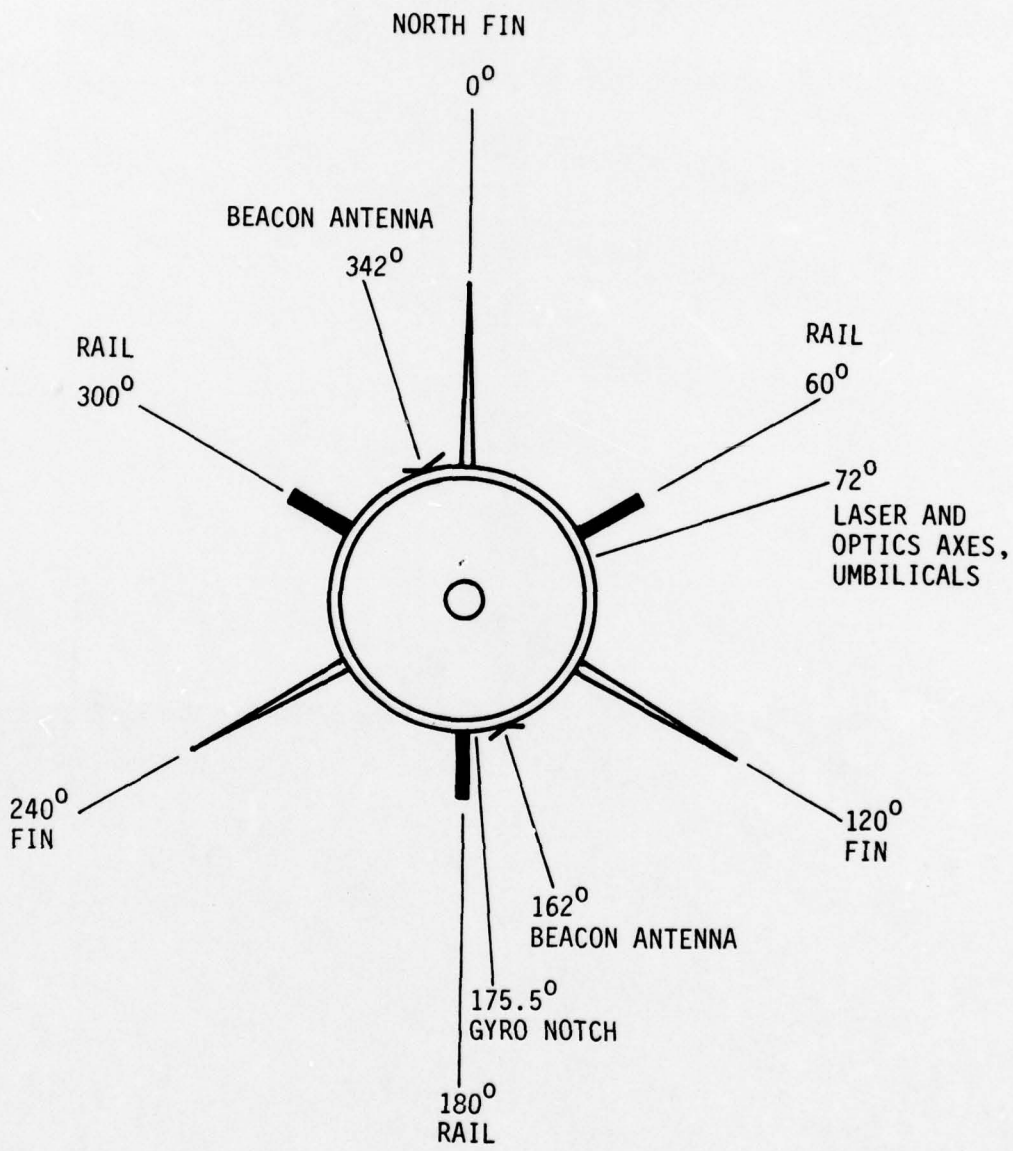 NORTH FIN
0°
BEACON ANTENNA
342°
RAIL
300°
RAIL
60°
72°
LASER AND
OPTICS AXES,
UMBILICALS
240°
FIN
120°
FIN
162°
BEACON ANTENNA
175.5°
GYRO NOTCH
180°
RAIL